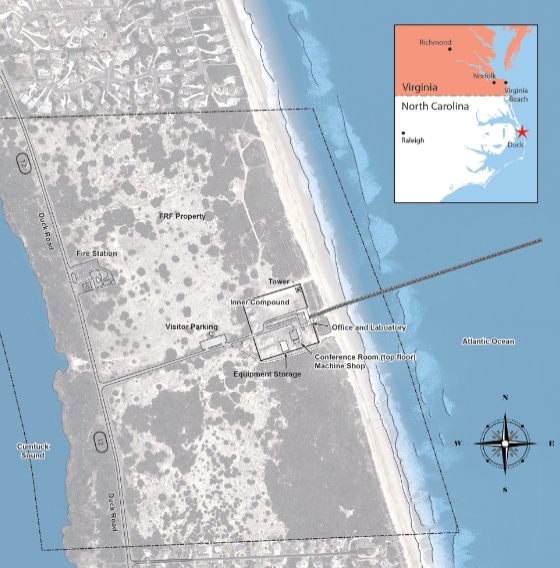 Richmond
Norfolk
Virginia
Virginia
Beach
North Carolina
Raleigh
Duck
12
Duck Road
FRF Property
Fire Station
Tower
Inner Compound
Visitor Parking
Office and Laboatory
Atlantic Ocean
Conference Room (top floor)
Machine Shop
Equipment Storage
N
W
E
S
12
Currituck
Sound
Duck Road